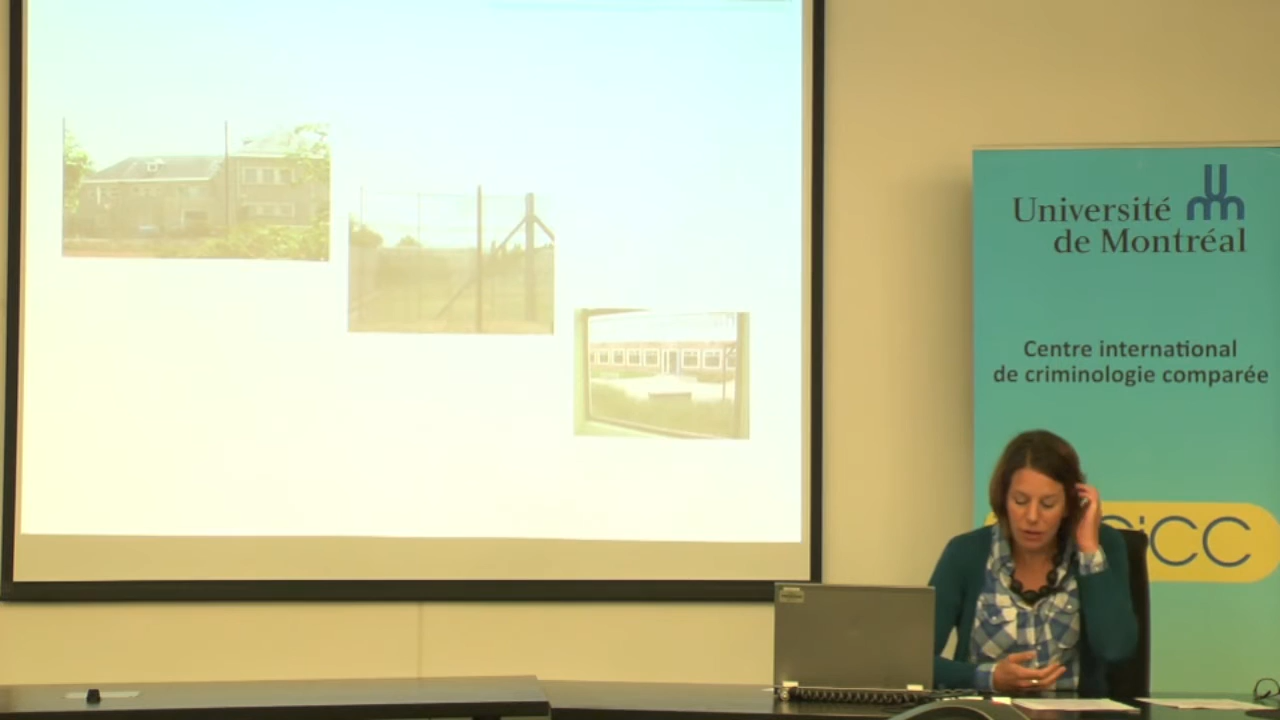 Université
de Montréal
Centre international
de criminologie comparée
CiCC